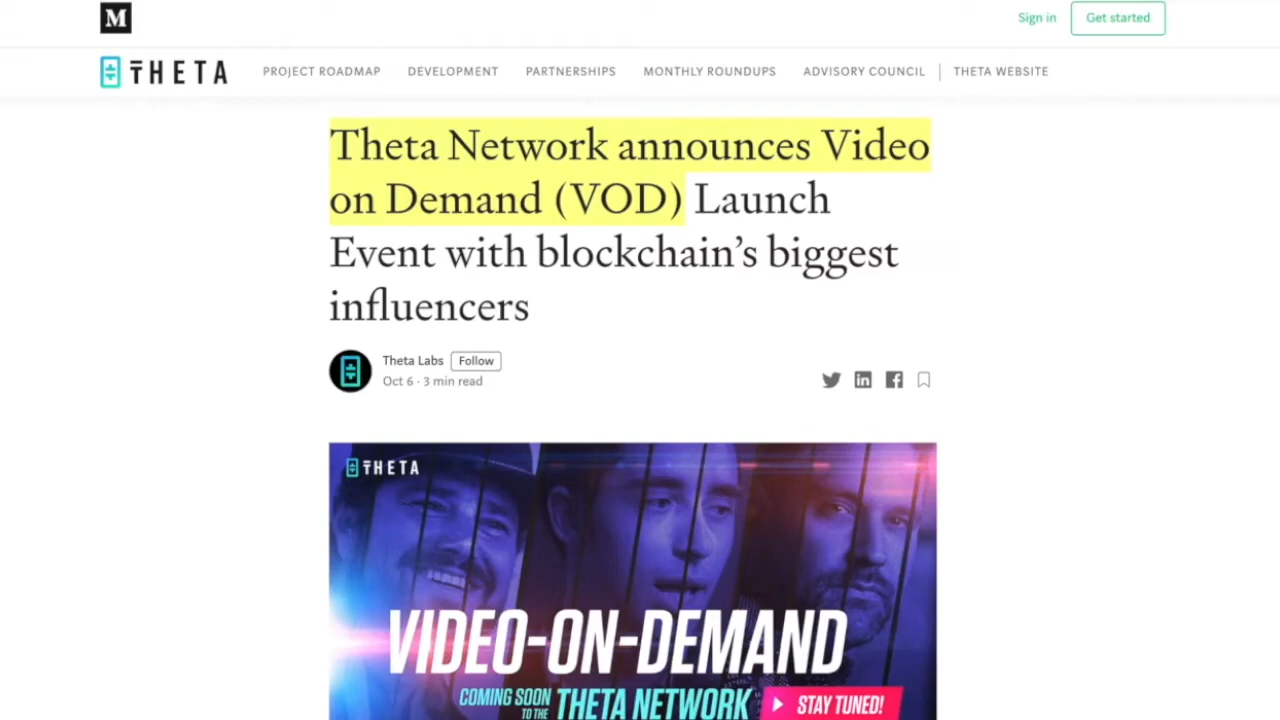 M
Sign in
Get started
THETA
PROJECT ROADMAP
DEVELOPMENT
PARTNERSHIPS
MONTHLY ROUNDUPS
ADVISORY COUNCIL
THETA WEBSITE
Theta Network announces Video
on Demand (VOD) Launch
Event with blockchain’s biggest
influencers
Theta Labs
Follow
Oct 6 · 3 min read
THETA
VIDEO-ON-DEMAND
COMING SOON
TO THE
THETA NETWORK
STAY TUNED!